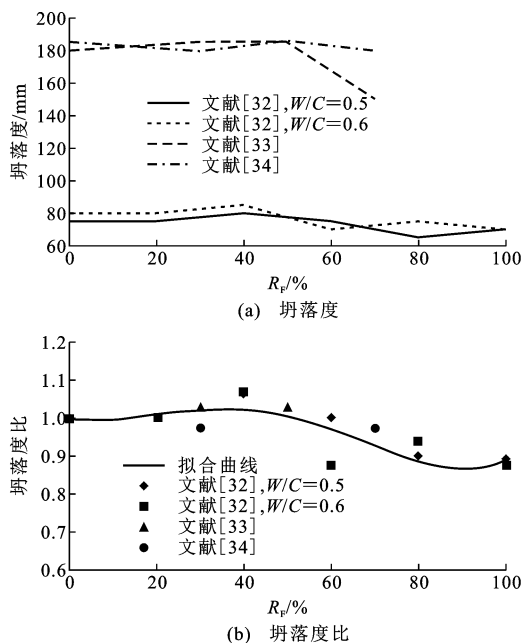 200
180
160
140
120
100
80
60
坍落度/mm
文献[32],W/C=0.5
文献[32],W/C=0.6
文献[33]
文献[34]
0 20 40 60 80 100
R_F/%
(a) 坍落度
1.2
1.1
1.0
0.9
0.8
0.7
0.6
坍落度比
拟合曲线
文献[32],W/C=0.5
文献[32],W/C=0.6
文献[33]
文献[34]
0 20 40 60 80 100
R_F/%
(b) 坍落度比